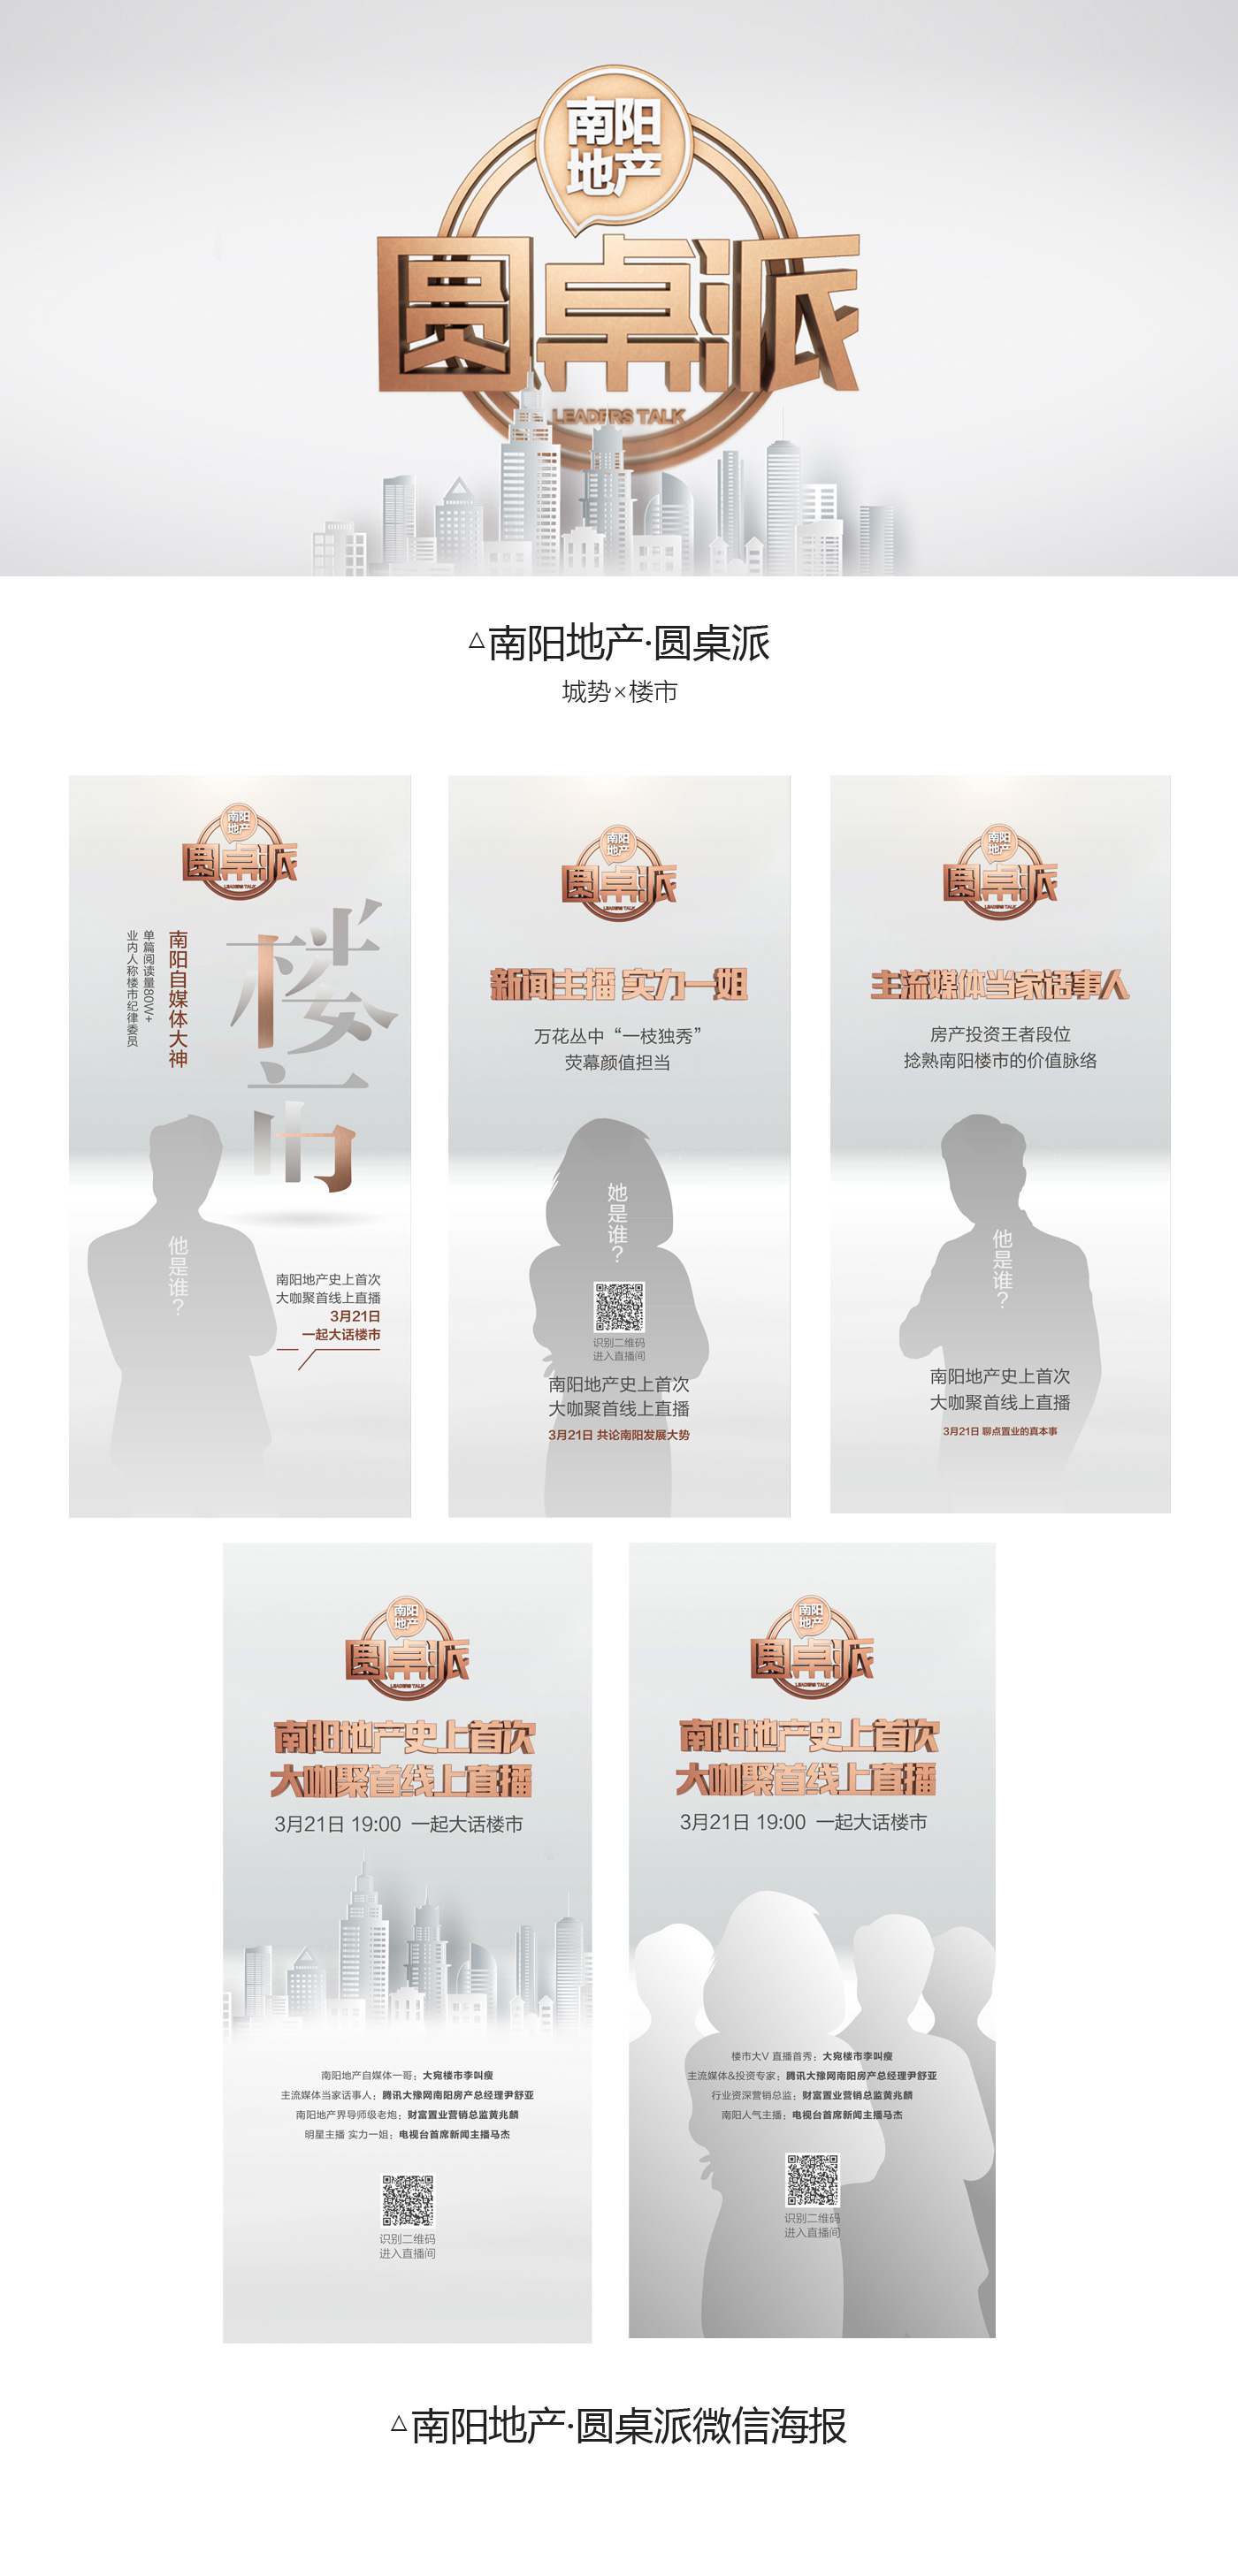 南阳
地产
圆桌派
LEADERS TALK
△南阳地产·圆桌派
城势×楼市
南阳
地产
圆桌派
LEADERS TALK
楼市
南阳自媒体大神
单篇阅读量80W+
业内人称楼市纪律委员
他是谁?
南阳地产史上首次
大咖聚首线上直播
3月21日
一起大话楼市
南阳
地产
圆桌派
LEADERS TALK
新闻主播 实力一姐
万花丛中“一枝独秀”
荧幕颜值担当
她是谁?
识别二维码
进入直播间
南阳地产史上首次
大咖聚首线上直播
3月21日 共论南阳发展大势
南阳
地产
圆桌派
LEADERS TALK
主流媒体当家话事人
房产投资王者段位
捻熟南阳楼市的价值脉络
他是谁?
南阳地产史上首次
大咖聚首线上直播
3月21日 聊点置业的真本事
南阳
地产
圆桌派
LEADERS TALK
南阳地产史上首次
大咖聚首线上直播
3月21日 19:00 一起大话楼市
南阳地产自媒体一哥：大宛楼市李叫瘦
主流媒体当家话事人：腾讯大豫网南阳房产总经理尹舒亚
南阳地产界导师级老炮：财富置业营销总监黄兆麟
明星主播 实力一姐：电视台首席新闻主播马杰
识别二维码
进入直播间
南阳
地产
圆桌派
LEADERS TALK
南阳地产史上首次
大咖聚首线上直播
3月21日 19:00 一起大话楼市
楼市大V 直播首秀：大宛楼市李叫瘦
主流媒体&投资专家：腾讯大豫网南阳房产总经理尹舒亚
行业资深营销总监：财富置业营销总监黄兆麟
南阳人气主播：电视台首席新闻主播马杰
识别二维码
进入直播间
△南阳地产·圆桌派微信海报